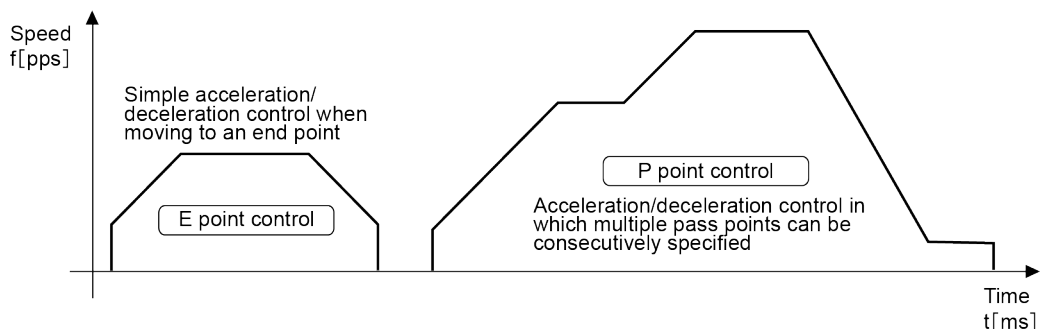 Speed
f[pps]
Simple acceleration/
deceleration control when
moving to an end point
E point control
P point control
Acceleration/deceleration control in
which multiple pass points can be
consecutively specified
Time
t[ms]